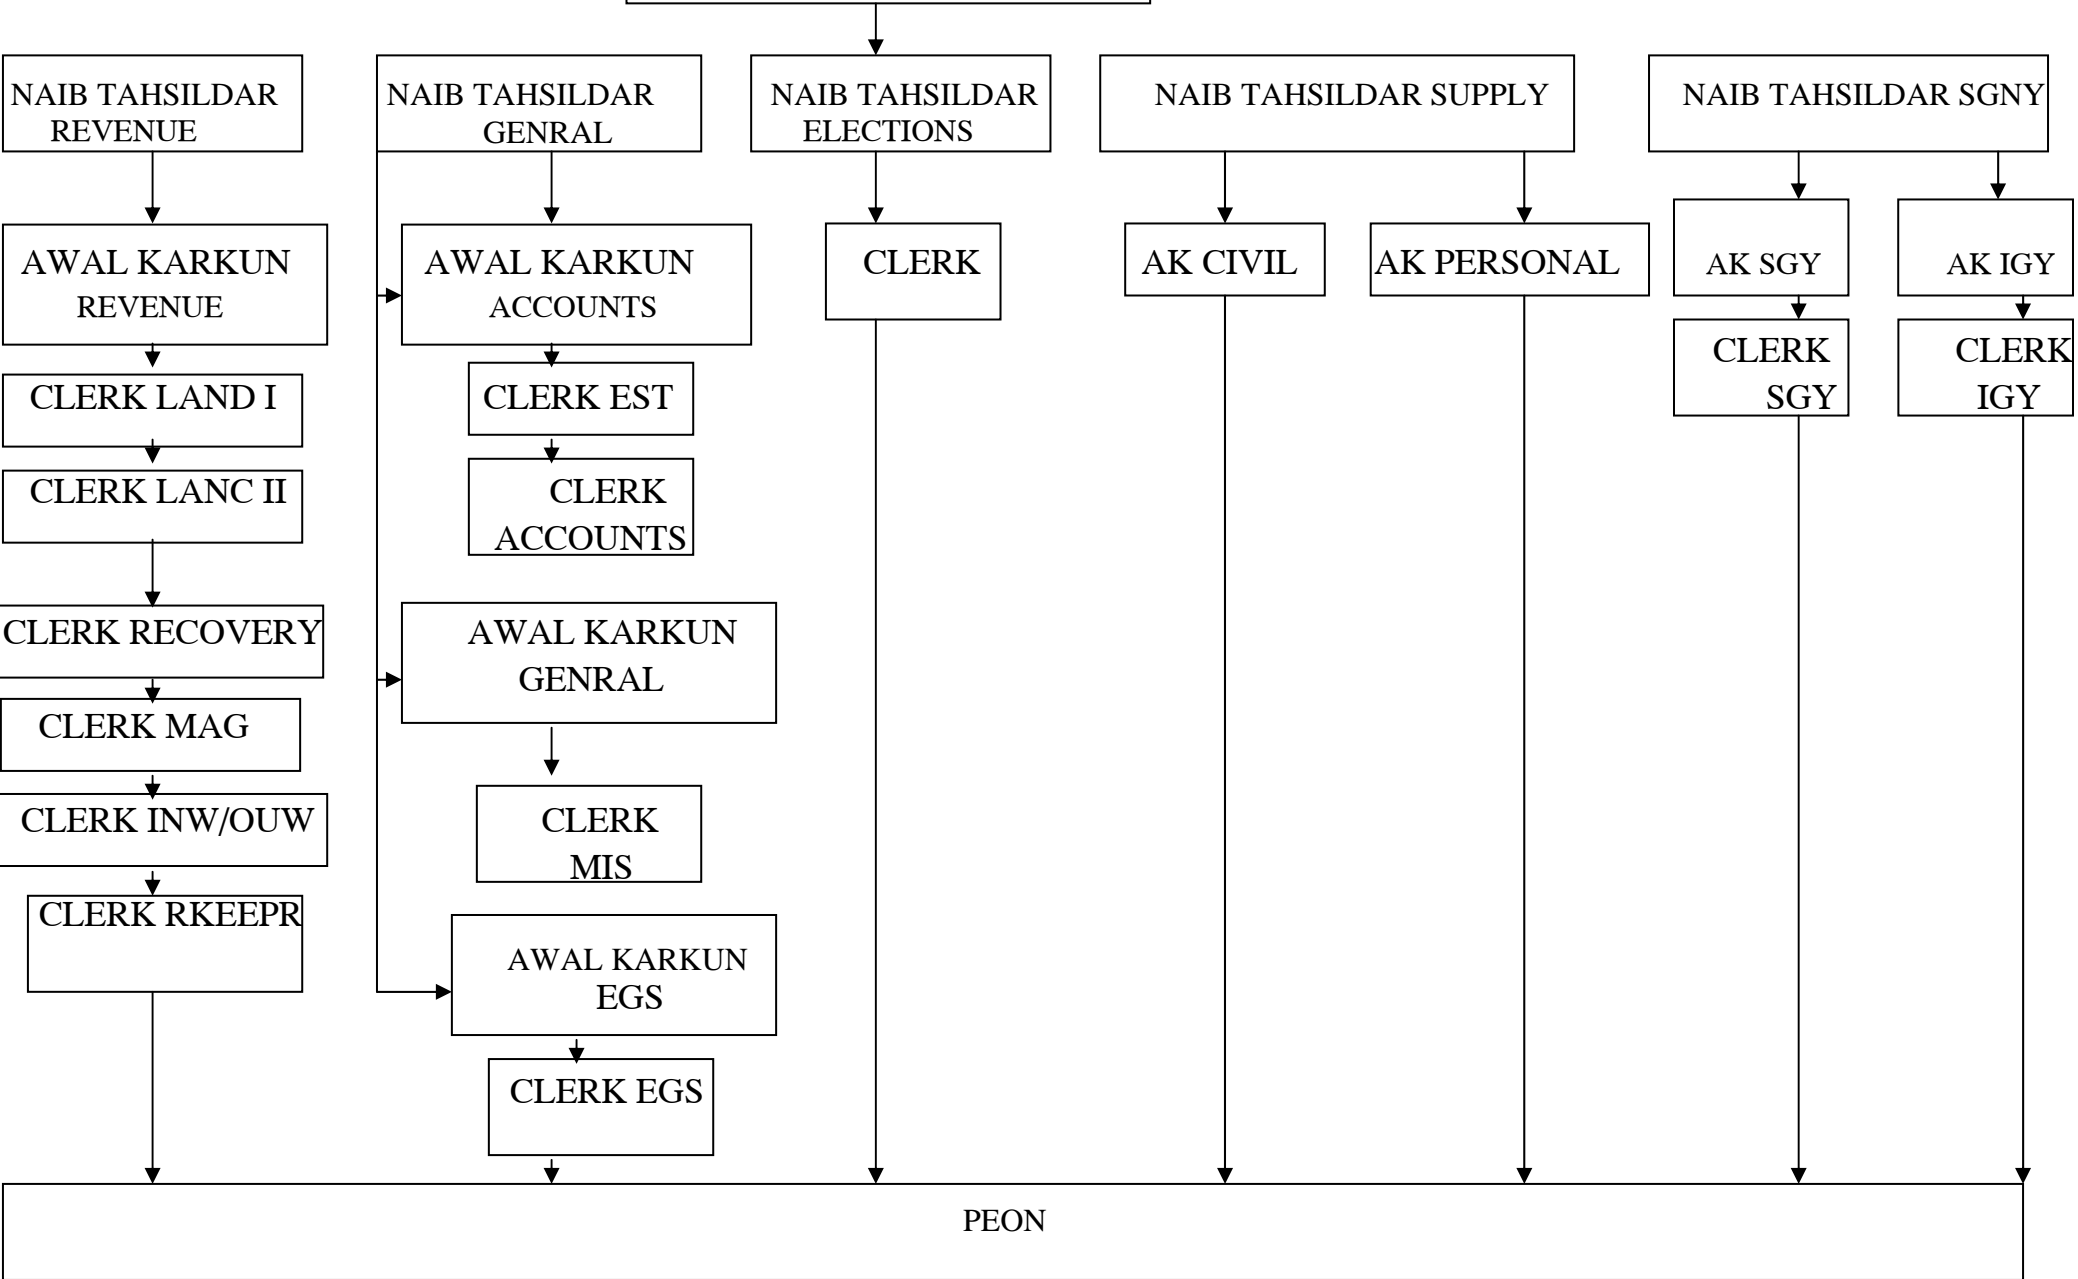 NAIB TAHSILDAR
REVENUE
NAIB TAHSILDAR
GENRAL
NAIB TAHSILDAR
ELECTIONS
NAIB TAHSILDAR SUPPLY
NAIB TAHSILDAR SGNY
AWAL KARKUN
REVENUE
AWAL KARKUN
ACCOUNTS
CLERK
AK CIVIL
AK PERSONAL
AK SGY
AK IGY
CLERK LAND I
CLERK EST
CLERK
SGY
CLERK
IGY
CLERK LANC II
CLERK
ACCOUNTS
CLERK RECOVERY
AWAL KARKUN
GENRAL
CLERK MAG
CLERK INW/OUW
CLERK
MIS
CLERK RKEEPR
AWAL KARKUN
EGS
CLERK EGS
PEON